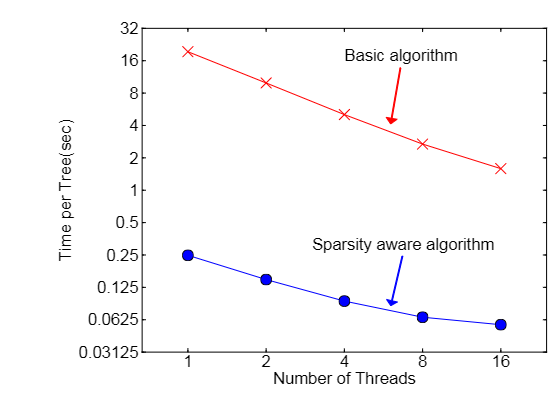 32
16
8
4
2
1
0.5
0.25
0.125
0.0625
0.03125
Time per Tree(sec)
Basic algorithm
Sparsity aware algorithm
1 2 4 8 16
Number of Threads